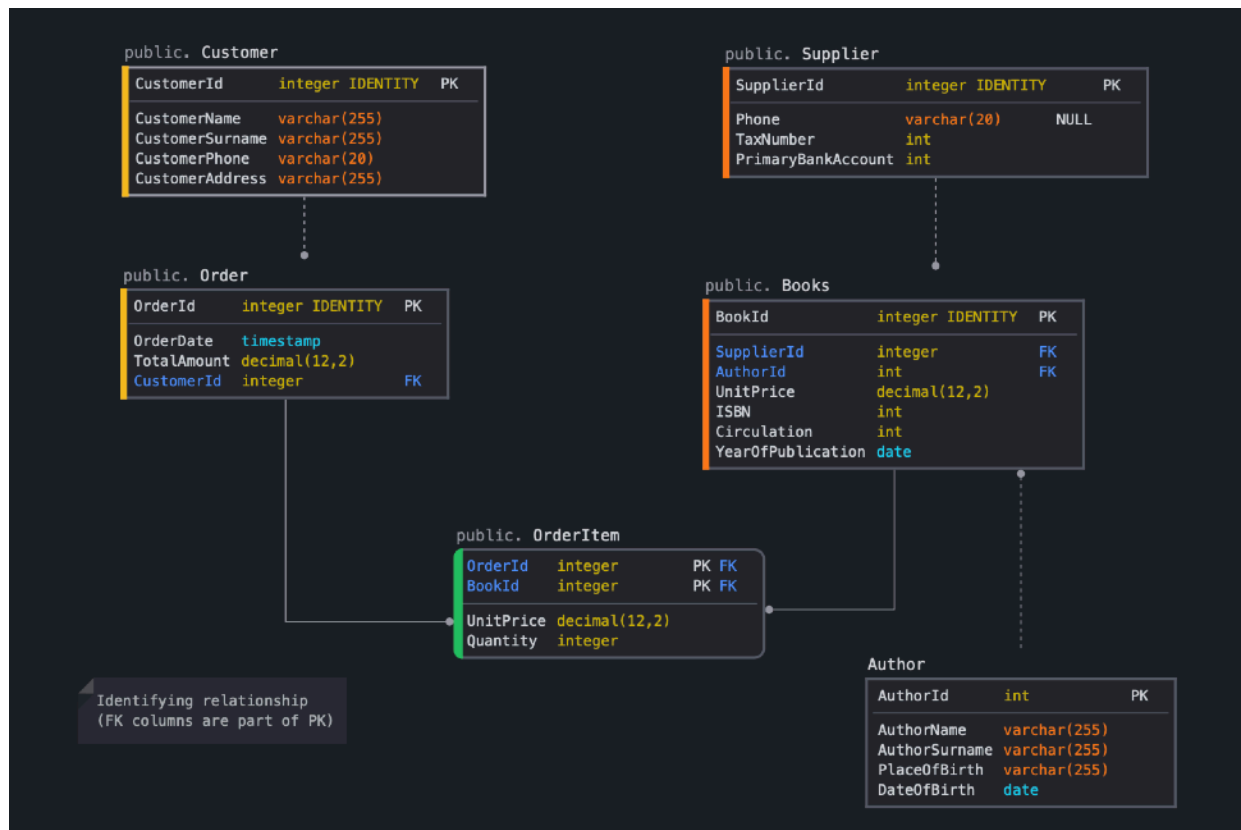 public. Customer
CustomerId integer IDENTITY PK
CustomerName varchar(255)
CustomerSurname varchar(255)
CustomerPhone varchar(20)
CustomerAddress varchar(255)
public. Supplier
SupplierId integer IDENTITY PK
Phone varchar(20) NULL
TaxNumber int
PrimaryBankAccount int
public. Order
OrderId integer IDENTITY PK
OrderDate timestamp
TotalAmount decimal(12,2)
CustomerId integer FK
public. Books
BookId integer IDENTITY PK
SupplierId integer FK
AuthorId int FK
UnitPrice decimal(12,2)
ISBN int
Circulation int
YearOfPublication date
public. OrderItem
OrderId integer PK FK
BookId integer PK FK
UnitPrice decimal(12,2)
Quantity integer
Identifying relationship
(FK columns are part of PK)
Author
AuthorId int PK
AuthorName varchar(255)
AuthorSurname varchar(255)
PlaceOfBirth varchar(255)
DateOfBirth date